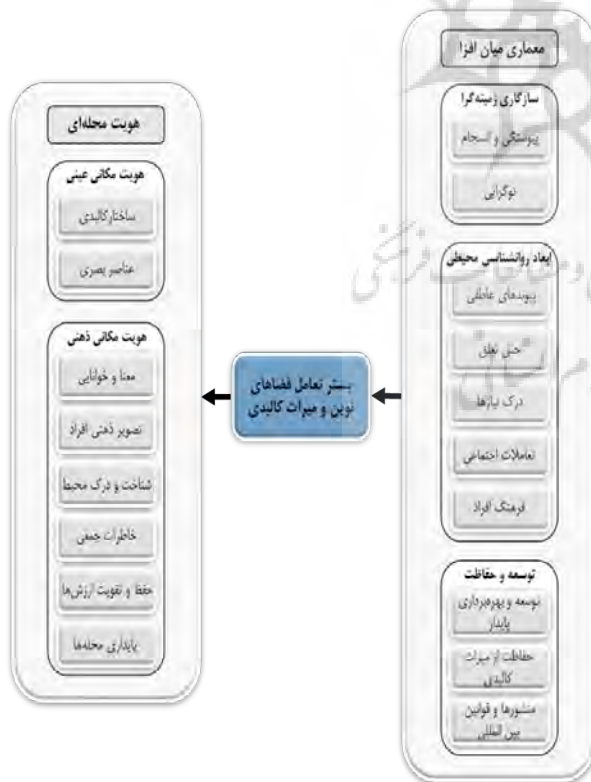 معماری میان افزا
سازگاری زمینه‌گرا
پیوستگی و انسجام
نوگرایی
ابعاد روانشناسی محیطی
پیوندهای عاطفی
حس تعلق
درک نیازها
تعاملات اجتماعی
فرهنگ افراد
توسعه و حفاظت
توسعه و بهره‌برداری
پایدار
حفاظت از میراث
کالبدی
منشورها و قوانین
بین المللی
بستر تعامل فضاهای
نوین و میراث کالبدی
هویت محله‌ای
هویت مکانی عینی
ساختار کالبدی
عناصر بصری
هویت مکانی ذهنی
معنا و خوانایی
تصویر ذهنی افراد
شناخت و درک محیط
خاطرات جمعی
حفظ و تقویت ارزش‌ها
پایداری محله‌ها